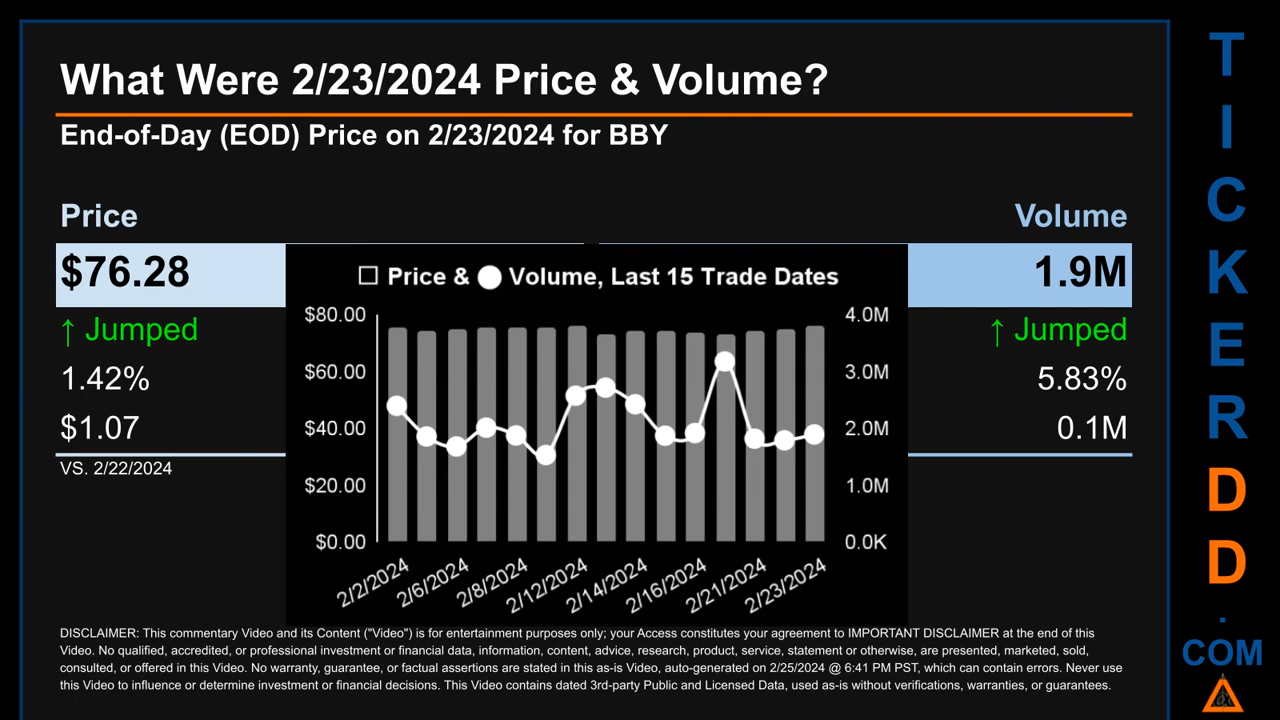 What Were 2/23/2024 Price & Volume?
End-of-Day (EOD) Price on 2/23/2024 for BBY
Price
Volume
$76.28
1.9M
↑ Jumped
↑ Jumped
1.42%
5.83%
$1.07
0.1M
VS. 2/22/2024
Price & Volume, Last 15 Trade Dates
$80.00
$60.00
$40.00
$20.00
$0.00
4.0M
3.0M
2.0M
1.0M
0.0K
2/2/2024
2/6/2024
2/8/2024
2/12/2024
2/14/2024
2/16/2024
2/21/2024
2/23/2024
DISCLAIMER: This commentary Video and its Content ("Video") is for entertainment purposes only; your Access constitutes your agreement to IMPORTANT DISCLAIMER at the end of this
Video. No qualified, accredited, or professional investment or financial data, information, content, advice, research, product, service, statement or otherwise, are presented, marketed, sold,
consulted, or offered in this Video. No warranty, guarantee, or factual assertions are stated in this as-is Video, auto-generated on 2/25/2024 @ 6:41 PM PST, which can contain errors. Never use
this Video to influence or determine investment or financial decisions. This Video contains dated 3rd-party Public and Licensed Data, used as-is without verifications, warranties, or guarantees.
T
I
C
K
E
R
D
D
.
COM